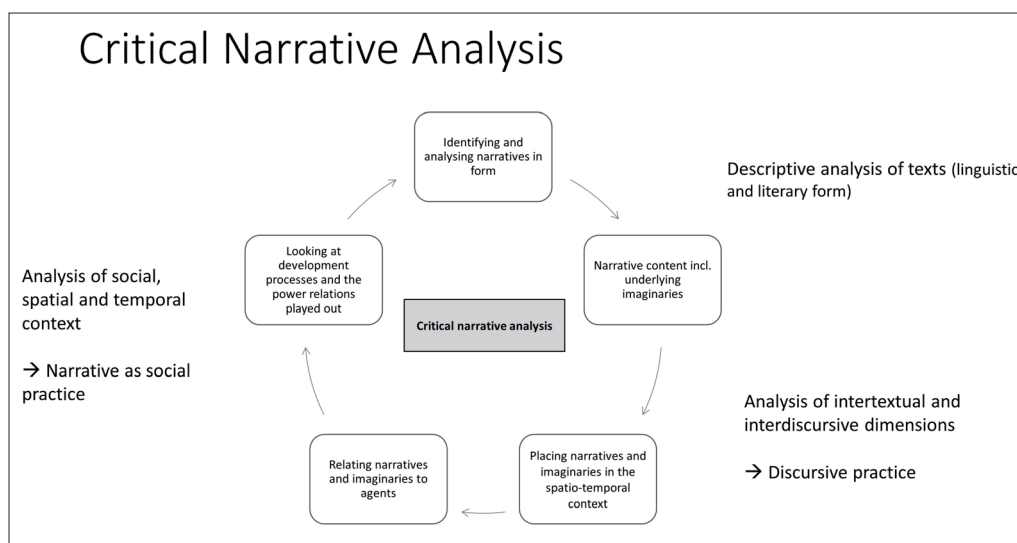 Critical Narrative Analysis
Identifying and
analysing narratives in
form
Descriptive analysis of texts (linguistic
and literary form)
Narrative content incl.
underlying
imaginaries
Analysis of intertextual and
interdiscursive dimensions
→ Discursive practice
Placing narratives and
imaginaries in the
spatio-temporal
context
Relating narratives
and imaginaries to
agents
Looking at
development
processes and the
power relations
played out
Analysis of social,
spatial and temporal
context
→ Narrative as social
practice
Critical narrative analysis